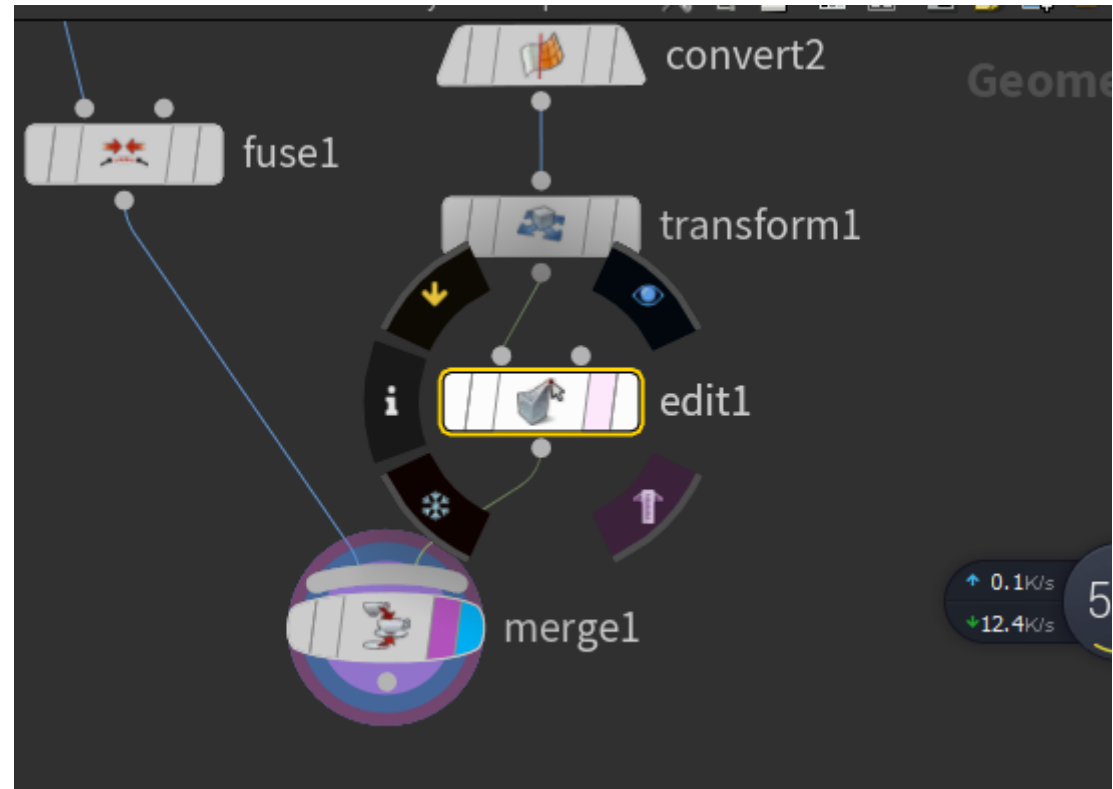 convert2
Geome
fuse1
transform1
edit1
0.1K/s
12.4K/s
5
merge1